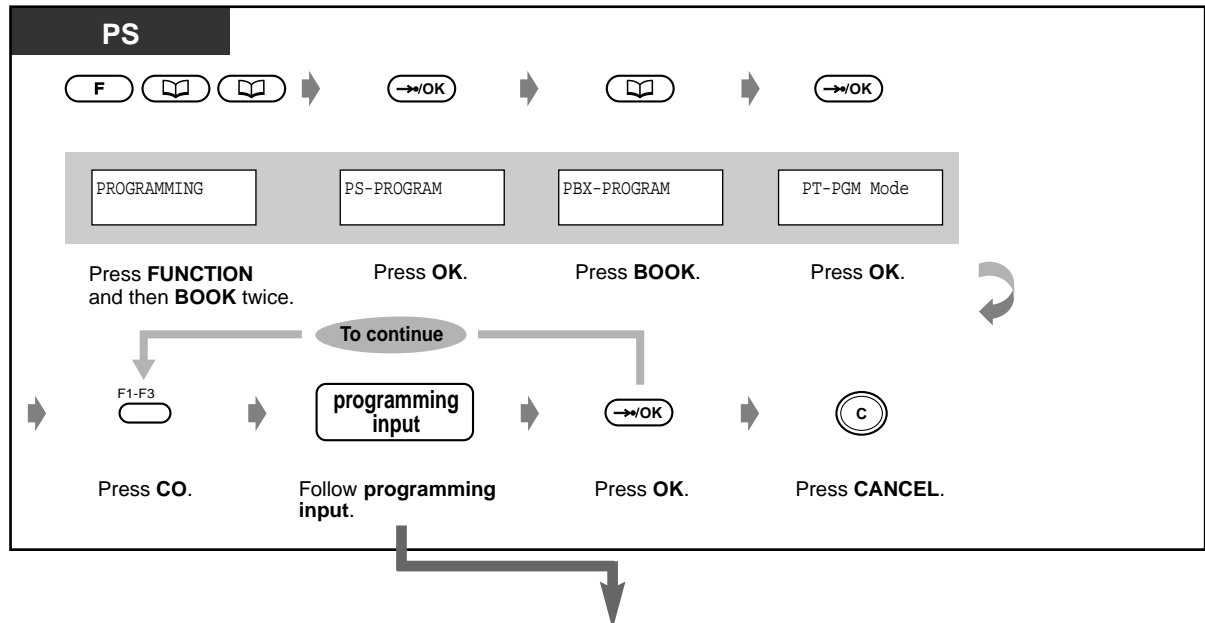 PS
F →•/OK →•/OK
PROGRAMMING PS-PROGRAM PBX-PROGRAM PT-PGM Mode
Press FUNCTION Press OK. Press BOOK. Press OK.
and then BOOK twice.
To continue
F1-F3
programming
input
→•/OK C
Press CO. Follow programming Press OK. Press CANCEL.
input.